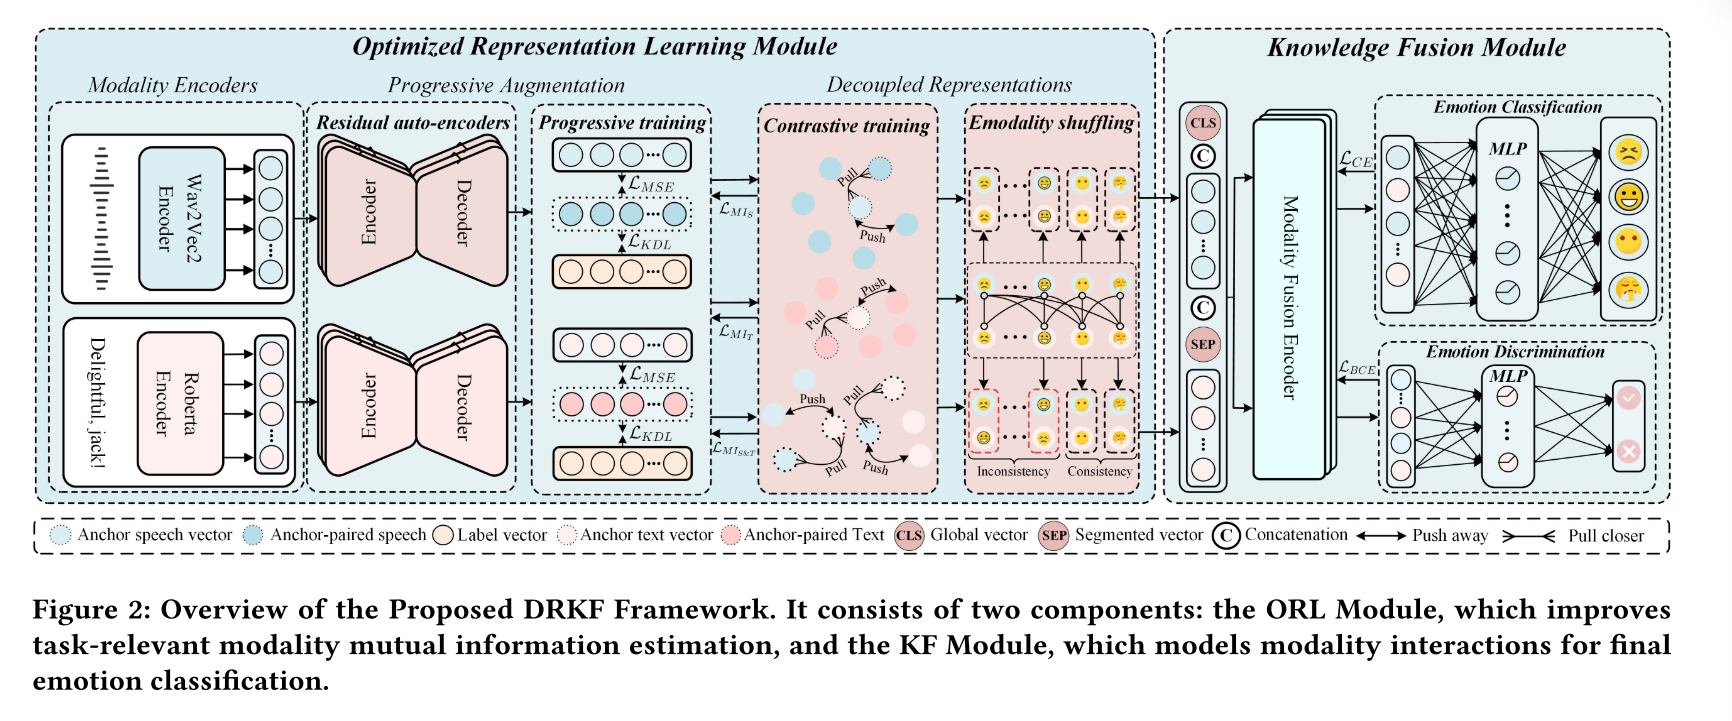 Optimized Representation Learning Module
Knowledge Fusion Module
Modality Encoders
Progressive Augmentation
Decoupled Representations
Wav2Vec2
Encoder
Delightful, jack!
Roberta
Encoder
Residual auto-encoders
Encoder
Decoder
Encoder
Decoder
Progressive training
ℒMSE
ℒKDL
ℒMSE
ℒKDL
ℒMI_S
ℒMI_T
ℒMI_S&T
Contrastive training
Pull
Push
Push
Pull
Push
Pull
Pull
Push
Emodality shuffling
Inconsistency
Consistency
CLS
C
C
SEP
Modality Fusion Encoder
ℒCE
ℒBCE
Emotion Classification
MLP
Emotion Discrimination
MLP
Anchor speech vector
Anchor-paired speech
Label vector
Anchor text vector
Anchor-paired Text
CLS Global vector
SEP Segmented vector
C Concatenation
Push away
Pull closer
Figure 2: Overview of the Proposed DRKF Framework. It consists of two components: the ORL Module, which improves
task-relevant modality mutual information estimation, and the KF Module, which models modality interactions for final
emotion classification.